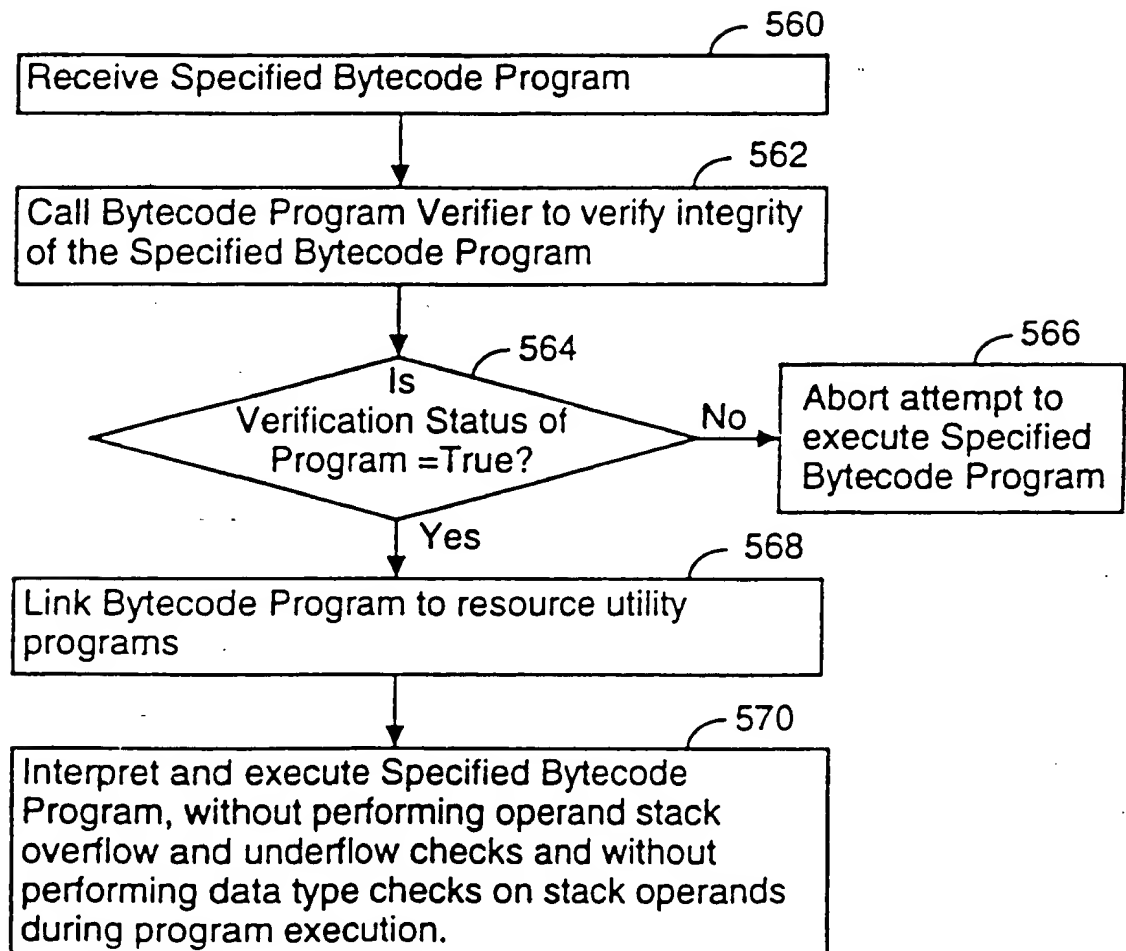 560
Receive Specified Bytecode Program
562
Call Bytecode Program Verifier to verify integrity
of the Specified Bytecode Program
564
Is
Verification Status of
Program =True?
No
566
Abort attempt to
execute Specified
Bytecode Program
Yes
568
Link Bytecode Program to resource utility
programs
570
Interpret and execute Specified Bytecode
Program, without performing operand stack
overflow and underflow checks and without
performing data type checks on stack operands
during program execution.